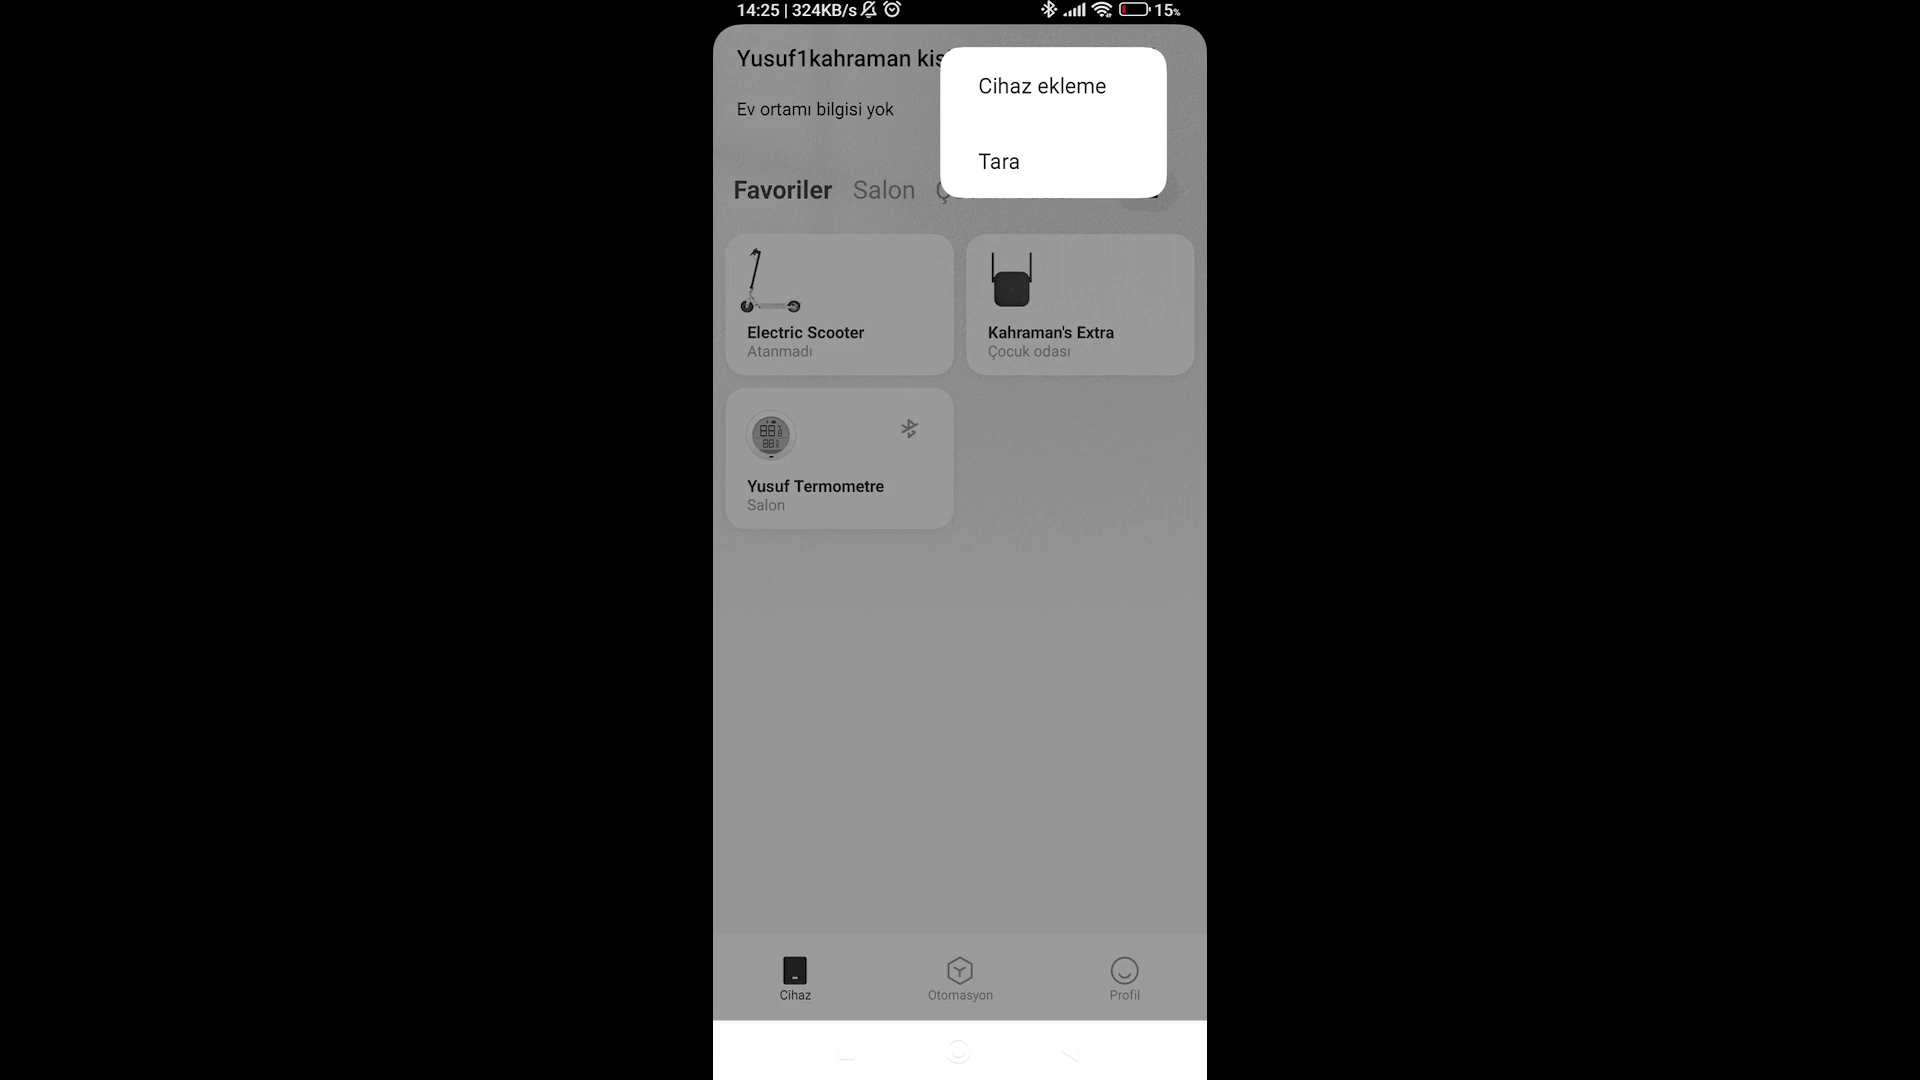 14:25 | 324KB/s 15%
Yusuf1kahraman
Cihaz ekleme
Ev ortamı bilgisi yok
Tara
Favoriler Salon
Electric Scooter
Atanmadı
Kahraman's Extra
Çocuk odası
Yusuf Termometre
Salon
Cihaz Otomasyon Profil